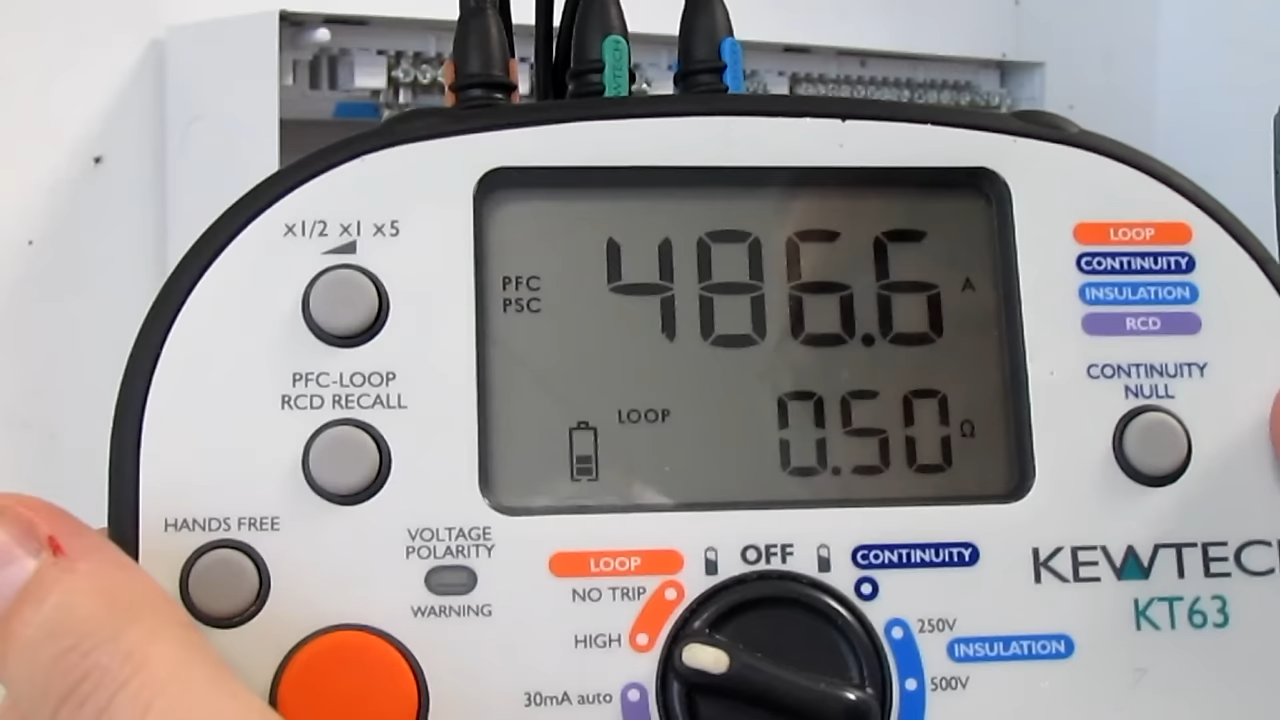 KEWTECH
x1/2 x1 x5
PFC
PSC
486.6 A
LOOP
0.50 Ω
LOOP
CONTINUITY
INSULATION
RCD
PFC-LOOP
RCD RECALL
CONTINUITY
NULL
HANDS FREE
VOLTAGE
POLARITY
WARNING
LOOP
OFF
CONTINUITY
NO TRIP
HIGH
30mA auto
250V
500V
INSULATION
KEWTECH
KT63